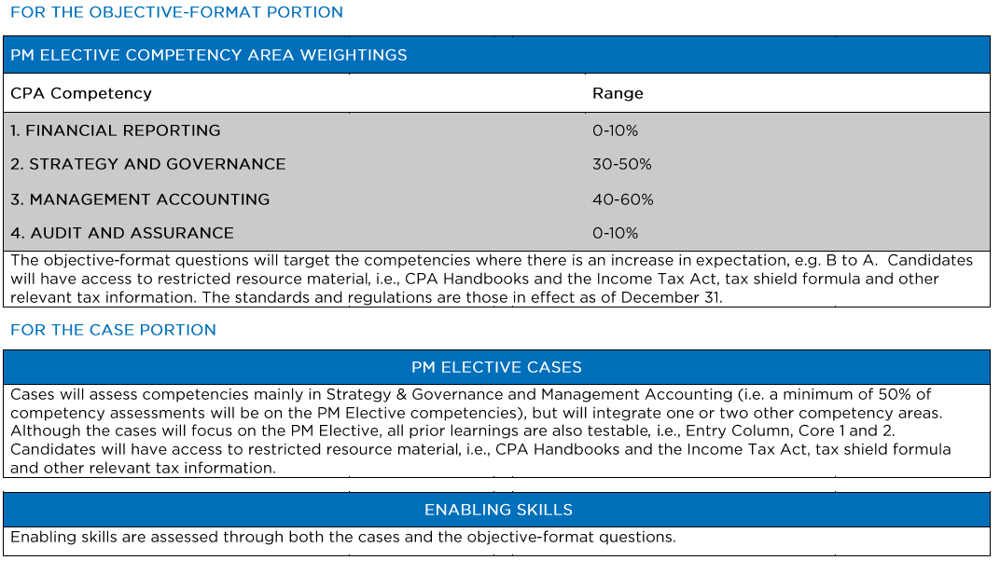 FOR THE OBJECTIVE-FORMAT PORTION
PM ELECTIVE COMPETENCY AREA WEIGHTINGS
CPA Competency Range
1. FINANCIAL REPORTING 0-10%
2. STRATEGY AND GOVERNANCE 30-50%
3. MANAGEMENT ACCOUNTING 40-60%
4. AUDIT AND ASSURANCE 0-10%
The objective-format questions will target the competencies where there is an increase in expectation, e.g. B to A.  Candidates
will have access to restricted resource material, i.e., CPA Handbooks and the Income Tax Act, tax shield formula and other
relevant tax information. The standards and regulations are those in effect as of December 31.
FOR THE CASE PORTION
PM ELECTIVE CASES
Cases will assess competencies mainly in Strategy & Governance and Management Accounting (i.e. a minimum of 50% of
competency assessments will be on the PM Elective competencies), but will integrate one or two other competency areas.
Although the cases will focus on the PM Elective, all prior learnings are also testable, i.e., Entry Column, Core 1 and 2.
Candidates will have access to restricted resource material, i.e., CPA Handbooks and the Income Tax Act, tax shield formula
and other relevant tax information.
ENABLING SKILLS
Enabling skills are assessed through both the cases and the objective-format questions.